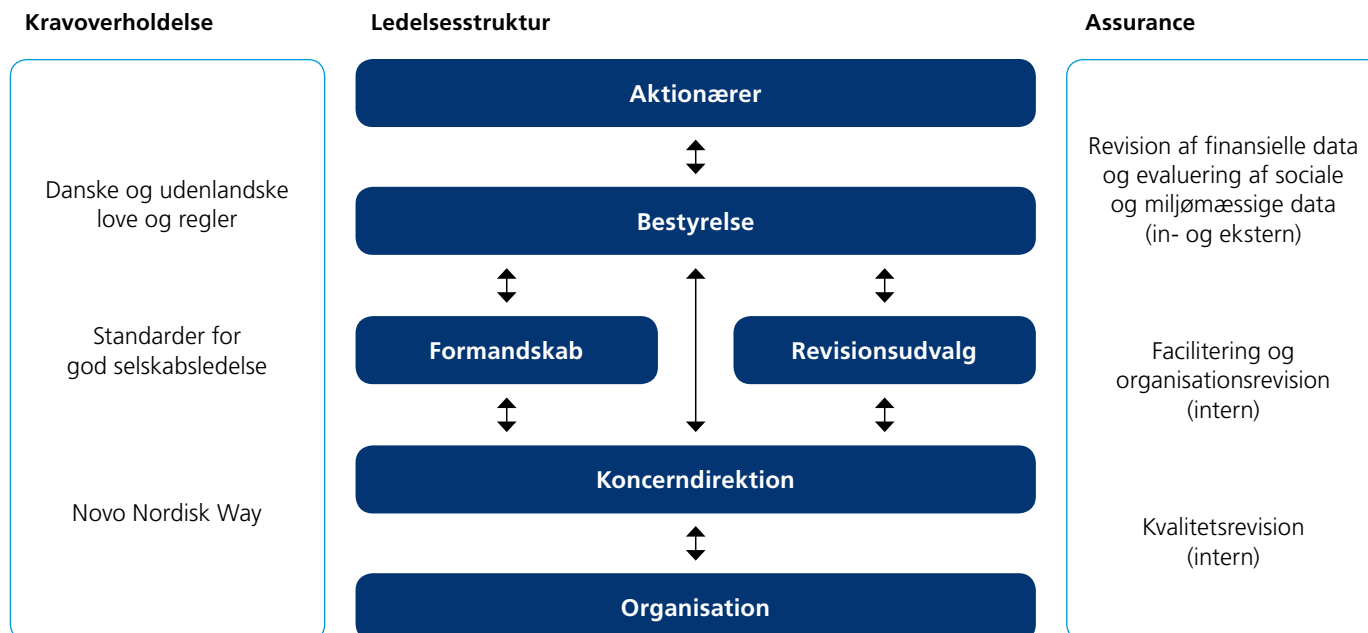 Kravoverholdelse
Danske og udenlandske
love og regler
Standarder for
god selskabsledelse
Novo Nordisk Way
Ledelsesstruktur
Aktionærer
Bestyrelse
Formandskab
Revisionsudvalg
Koncerndirektion
Organisation
Assurance
Revision af finansielle data
og evaluering af sociale
og miljømæssige data
(in- og ekstern)
Facilitering og
organisationsrevision
(intern)
Kvalitetsrevision
(intern)